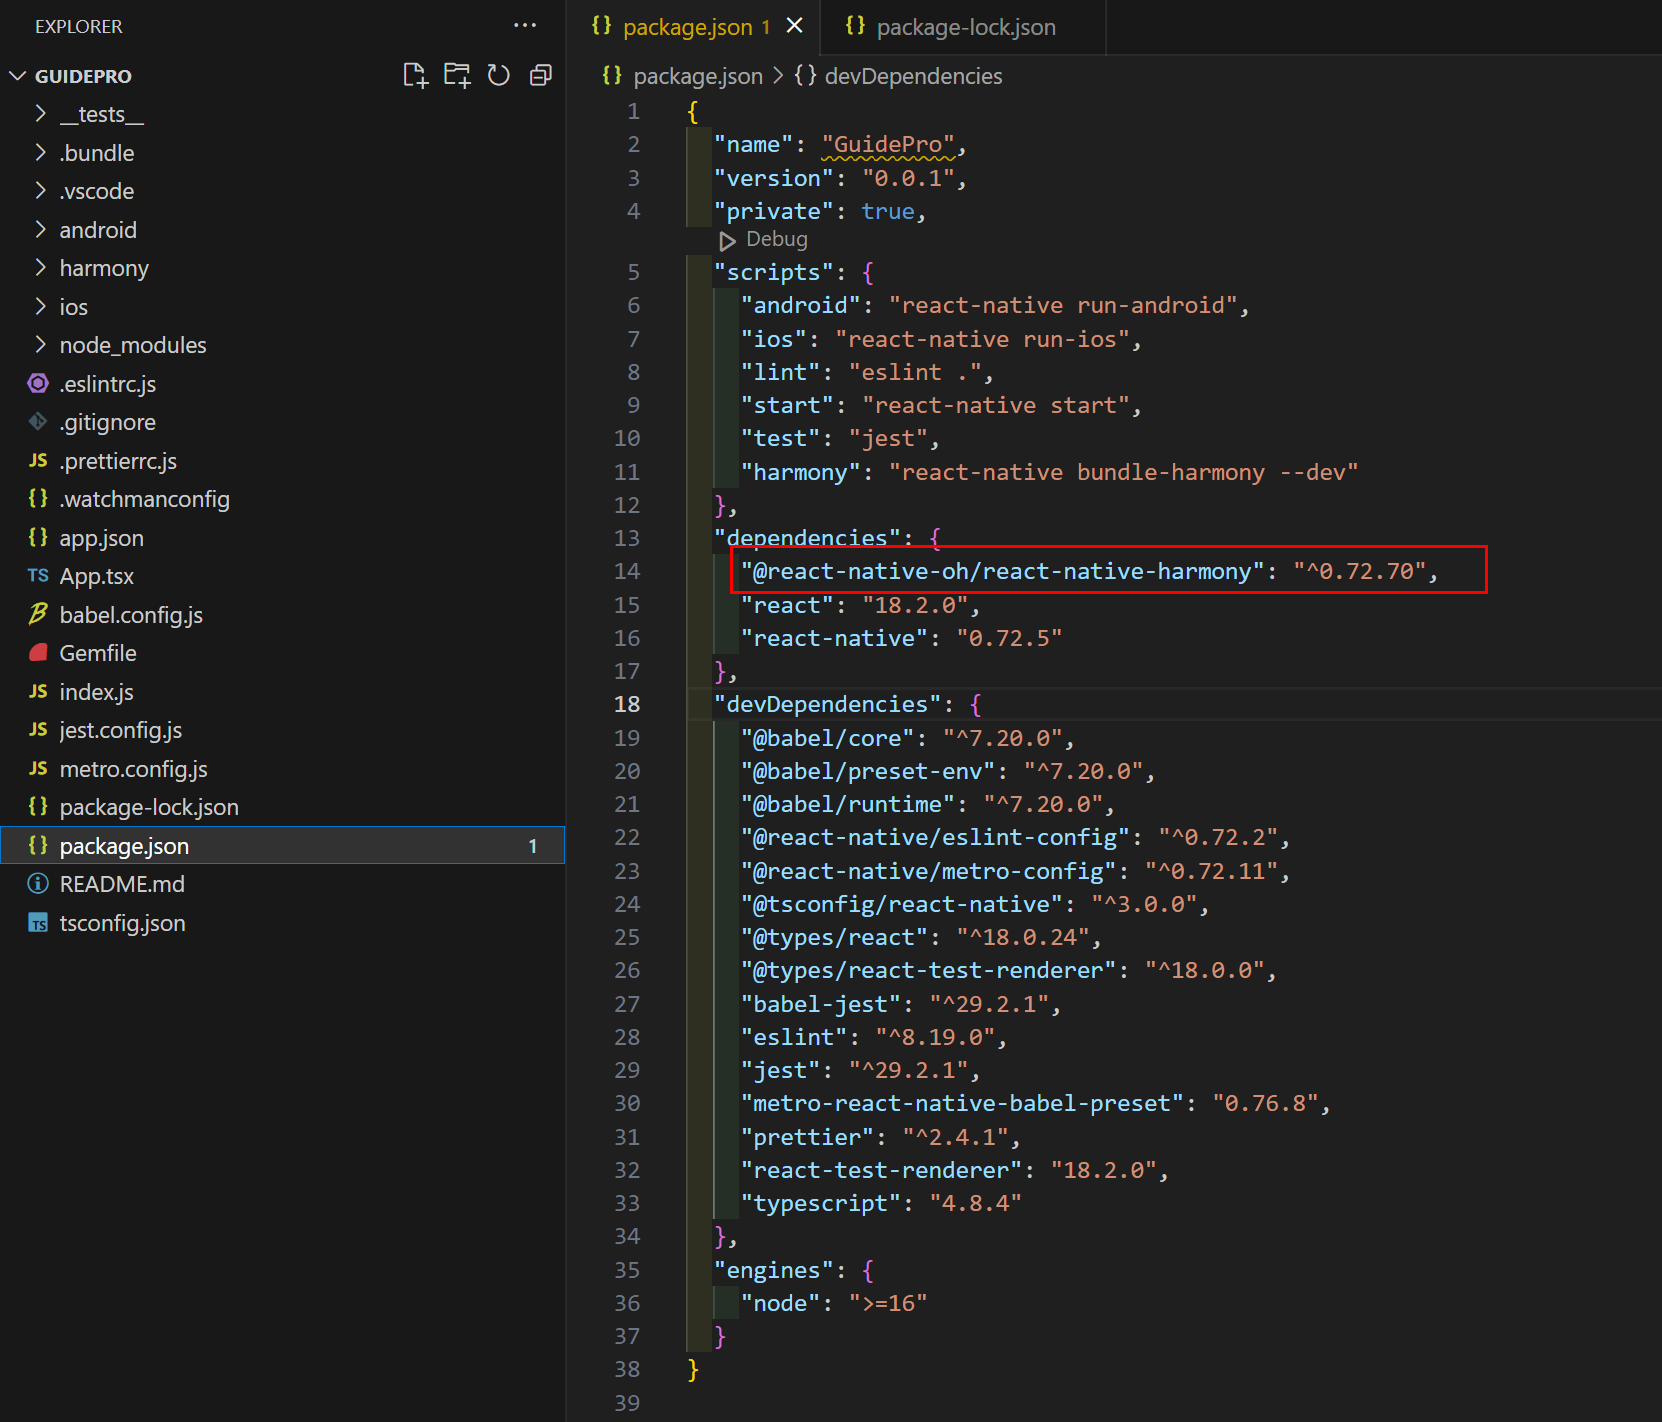 EXPLORER
GUIDEPRO
__tests__
.bundle
.vscode
android
harmony
ios
node_modules
.eslintrc.js
.gitignore
JS .prettierrc.js
{} .watchmanconfig
{} app.json
TS App.tsx
babel.config.js
Gemfile
JS index.js
JS jest.config.js
JS metro.config.js
{} package-lock.json
{} package.json 1
README.md
TS tsconfig.json
{} package.json 1
{} package-lock.json
{} package.json > {} devDependencies
1 {
2 "name": "GuidePro",
3 "version": "0.0.1",
4 "private": true,
Debug
5 "scripts": {
6 "android": "react-native run-android",
7 "ios": "react-native run-ios",
8 "lint": "eslint .",
9 "start": "react-native start",
10 "test": "jest",
11 "harmony": "react-native bundle-harmony --dev"
12 },
13 "dependencies": {
14 "@react-native-oh/react-native-harmony": "^0.72.70",
15 "react": "18.2.0",
16 "react-native": "0.72.5"
17 },
18 "devDependencies": {
19 "@babel/core": "^7.20.0",
20 "@babel/preset-env": "^7.20.0",
21 "@babel/runtime": "^7.20.0",
22 "@react-native/eslint-config": "^0.72.2",
23 "@react-native/metro-config": "^0.72.11",
24 "@tsconfig/react-native": "^3.0.0",
25 "@types/react": "^18.0.24",
26 "@types/react-test-renderer": "^18.0.0",
27 "babel-jest": "^29.2.1",
28 "eslint": "^8.19.0",
29 "jest": "^29.2.1",
30 "metro-react-native-babel-preset": "0.76.8",
31 "prettier": "^2.4.1",
32 "react-test-renderer": "18.2.0",
33 "typescript": "4.8.4"
34 },
35 "engines": {
36 "node": ">=16"
37 }
38 }
39